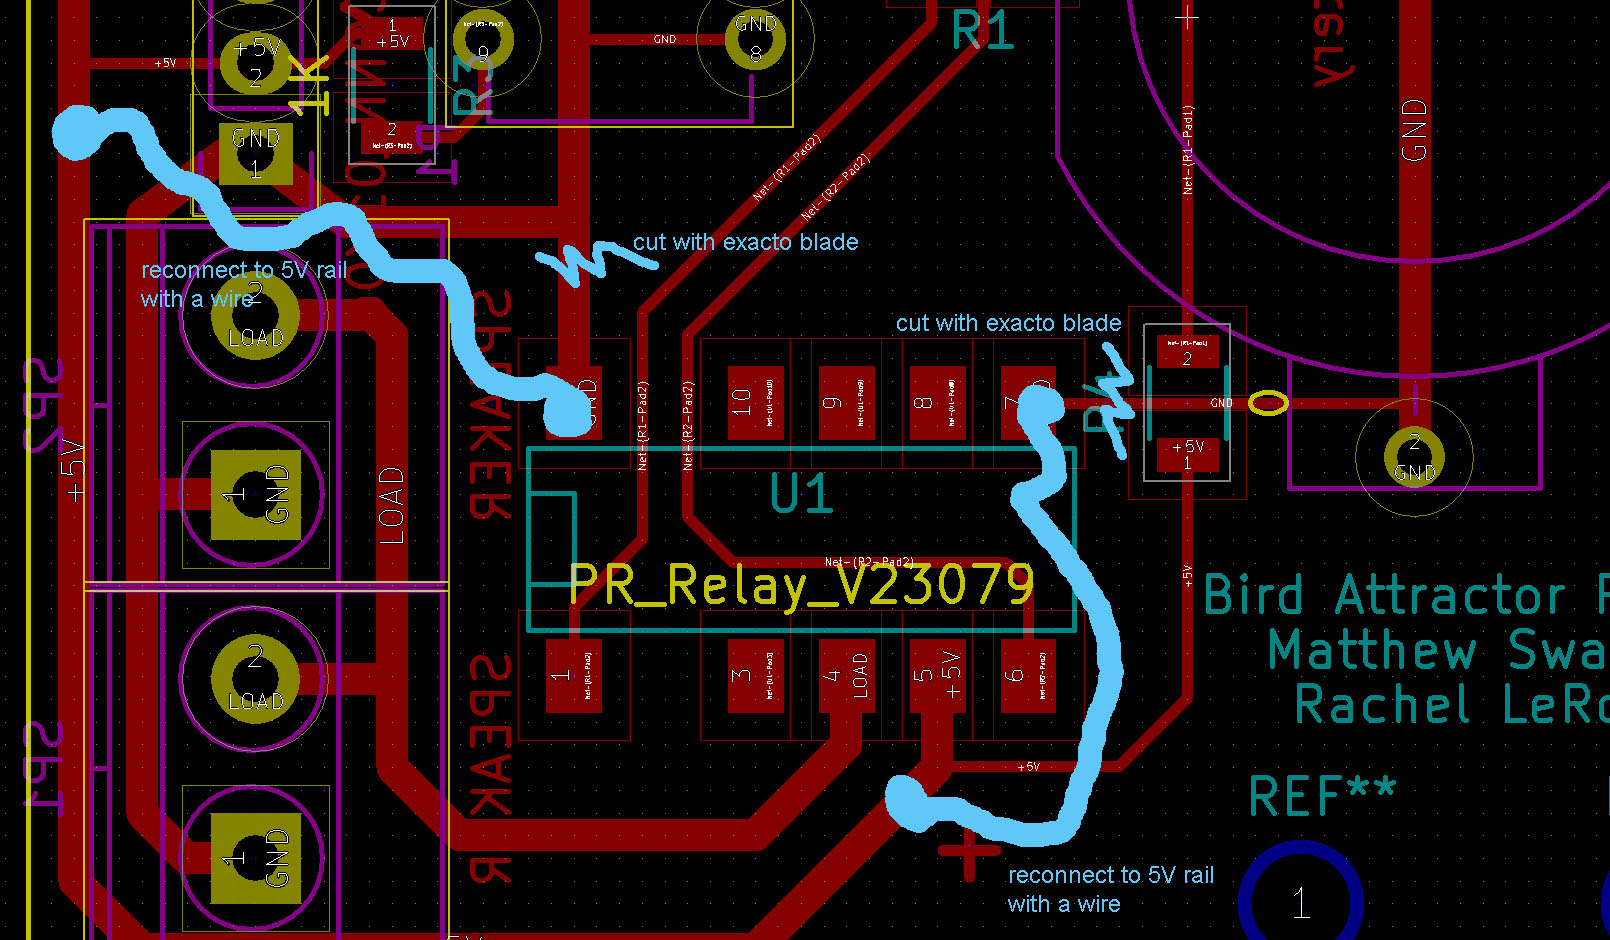 R1
+5V
2
1
+5V
9
GND
8
GND
+5V
1K
R3
GND
1
2
P1
Net-(R1-Pad2)
Net-(R2-Pad2)
Net-(R1-Pad1)
GND
cut with exacto blade
reconnect to 5V rail
with a wire
2
LOAD
SPEAKER
cut with exacto blade
2
SP2
+5V
1
GND
LOAD
10
9
8
7
R4
GND
+5V
1
2
GND
Net-(R1-Pad2)
Net-(R2-Pad2)
U1
Net-(R2-Pad2)
PR_Relay_V23079
+5V
Bird Attractor
Matthew Swa
Rachel LeR
2
LOAD
SPEAKER
1
3
4
LOAD
5
+5V
6
SP1
+5V
REF**
1
GND
+
reconnect to 5V rail
with a wire
1